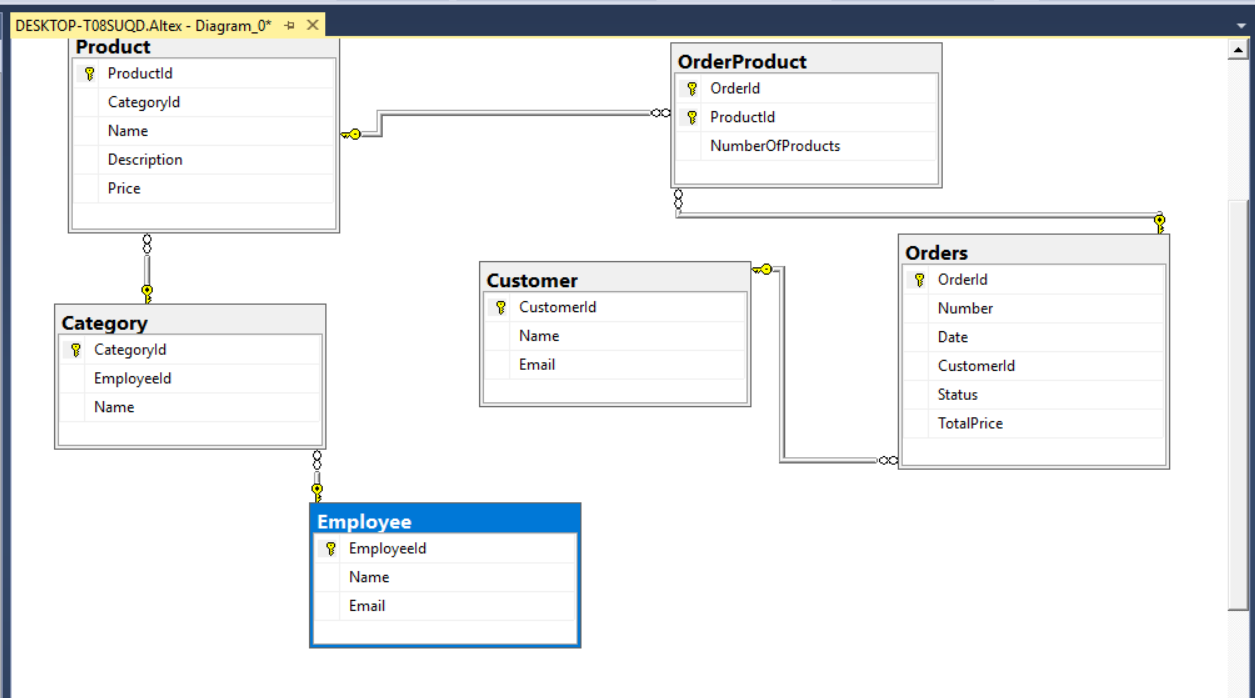 DESKTOP-T08SUQD.Altex - Diagram_0*
Product
ProductId
CategoryId
Name
Description
Price
OrderProduct
OrderId
ProductId
NumberOfProducts
Customer
CustomerId
Name
Email
Orders
OrderId
Number
Date
CustomerId
Status
TotalPrice
Category
CategoryId
EmployeeId
Name
Employee
EmployeeId
Name
Email